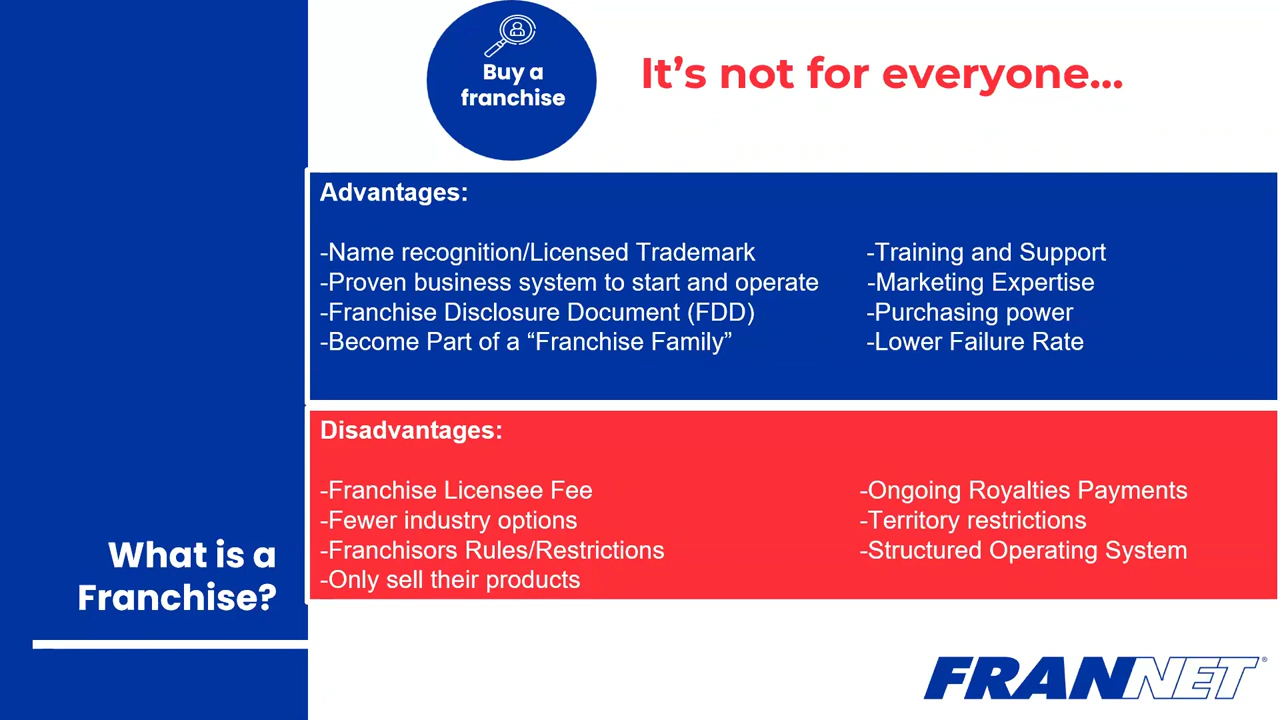 Buy a
franchise
It’s not for everyone...
Advantages:
-Name recognition/Licensed Trademark
-Proven business system to start and operate
-Franchise Disclosure Document (FDD)
-Become Part of a “Franchise Family”
-Training and Support
-Marketing Expertise
-Purchasing power
-Lower Failure Rate
Disadvantages:
-Franchise Licensee Fee
-Fewer industry options
-Franchisors Rules/Restrictions
-Only sell their products
-Ongoing Royalties Payments
-Territory restrictions
-Structured Operating System
What is a
Franchise?
FRANNET®